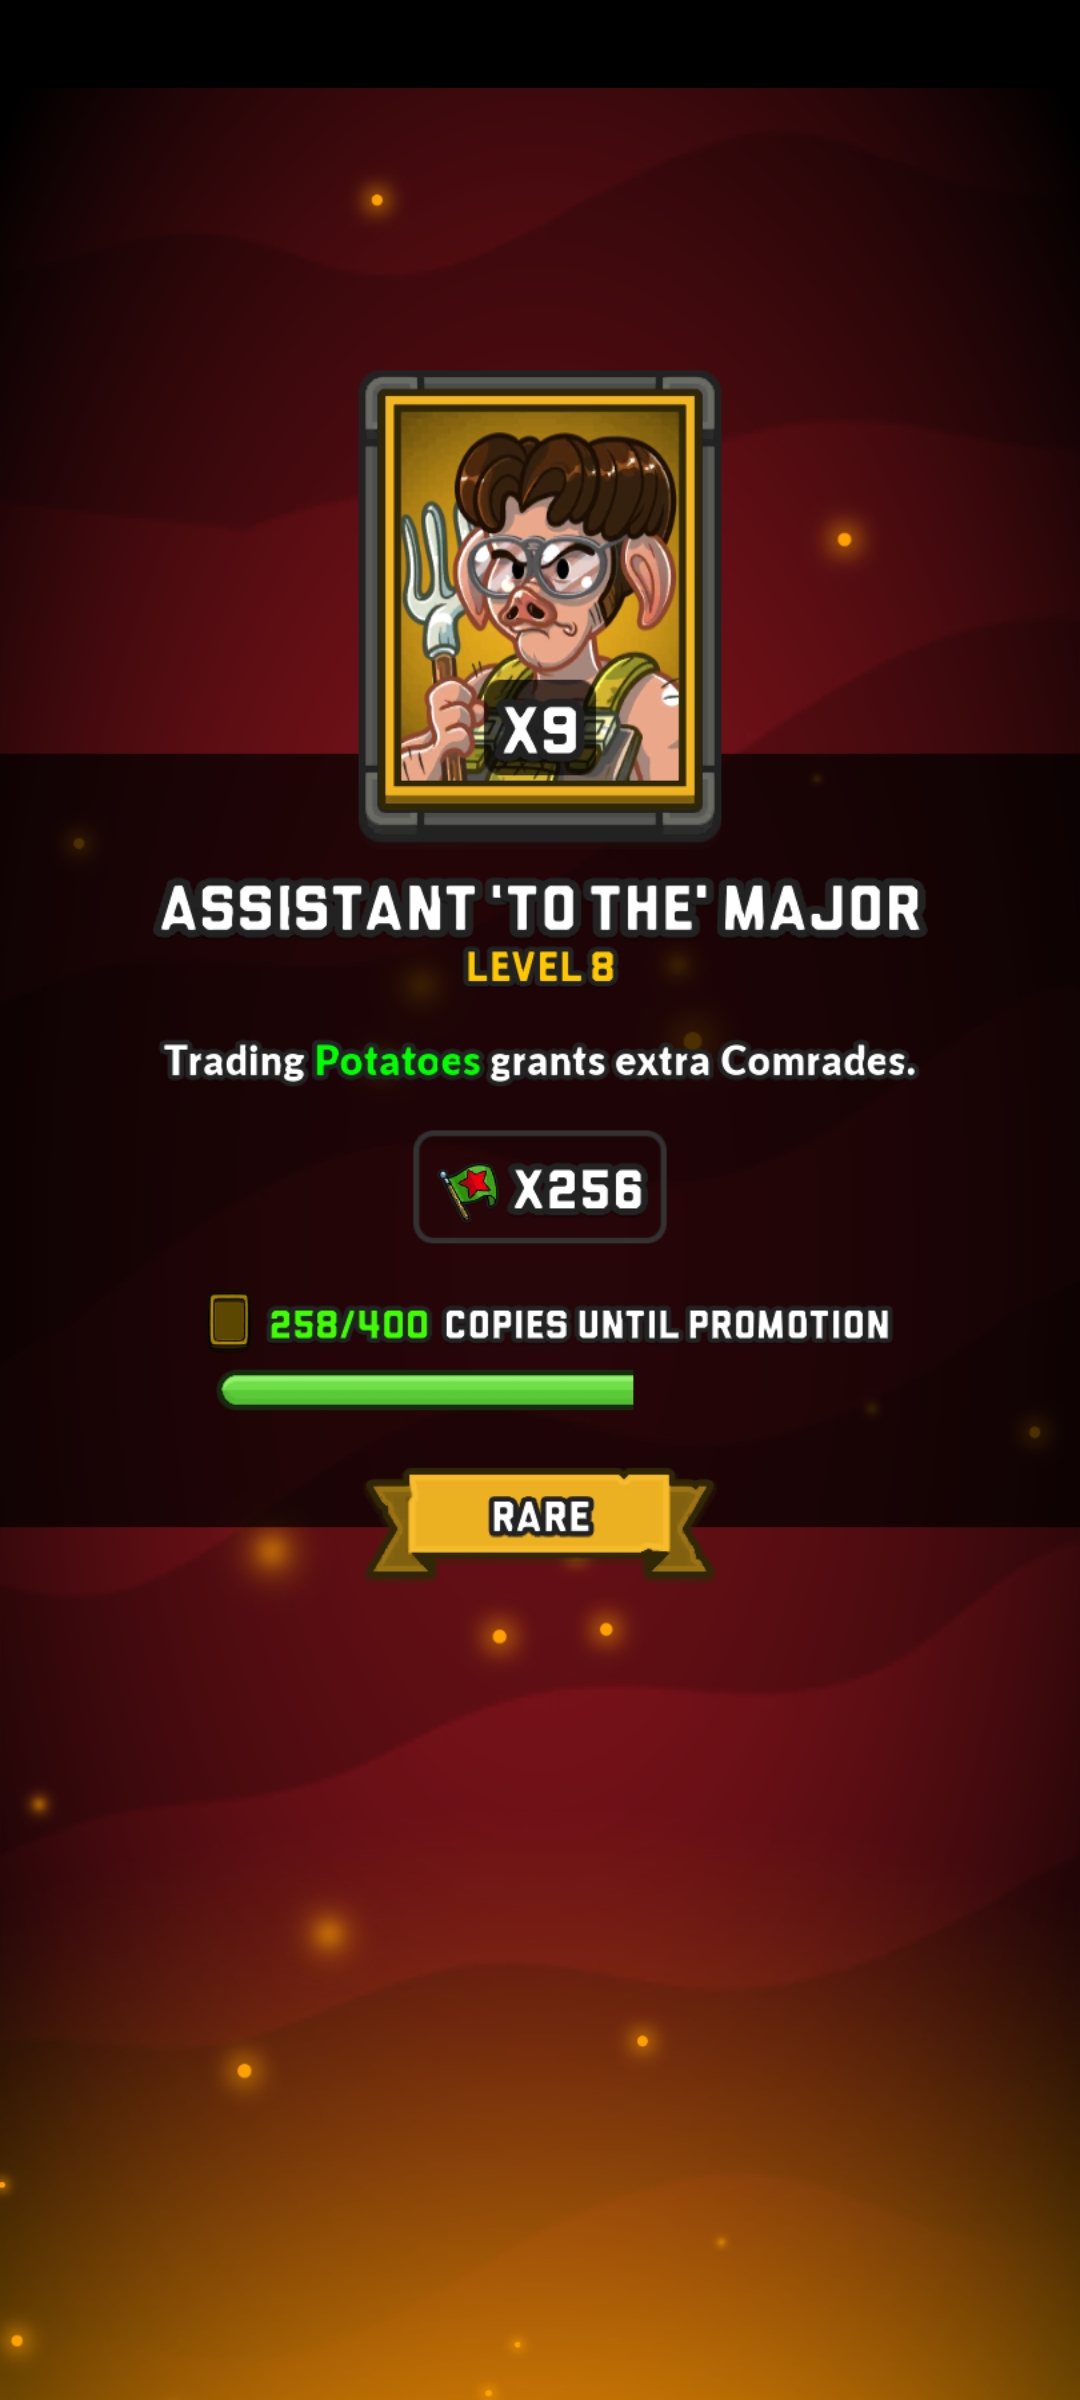 X9
ASSISTANT 'TO THE' MAJOR
LEVEL 8
Trading Potatoes grants extra Comrades.
X256
258/400 COPIES UNTIL PROMOTION
RARE